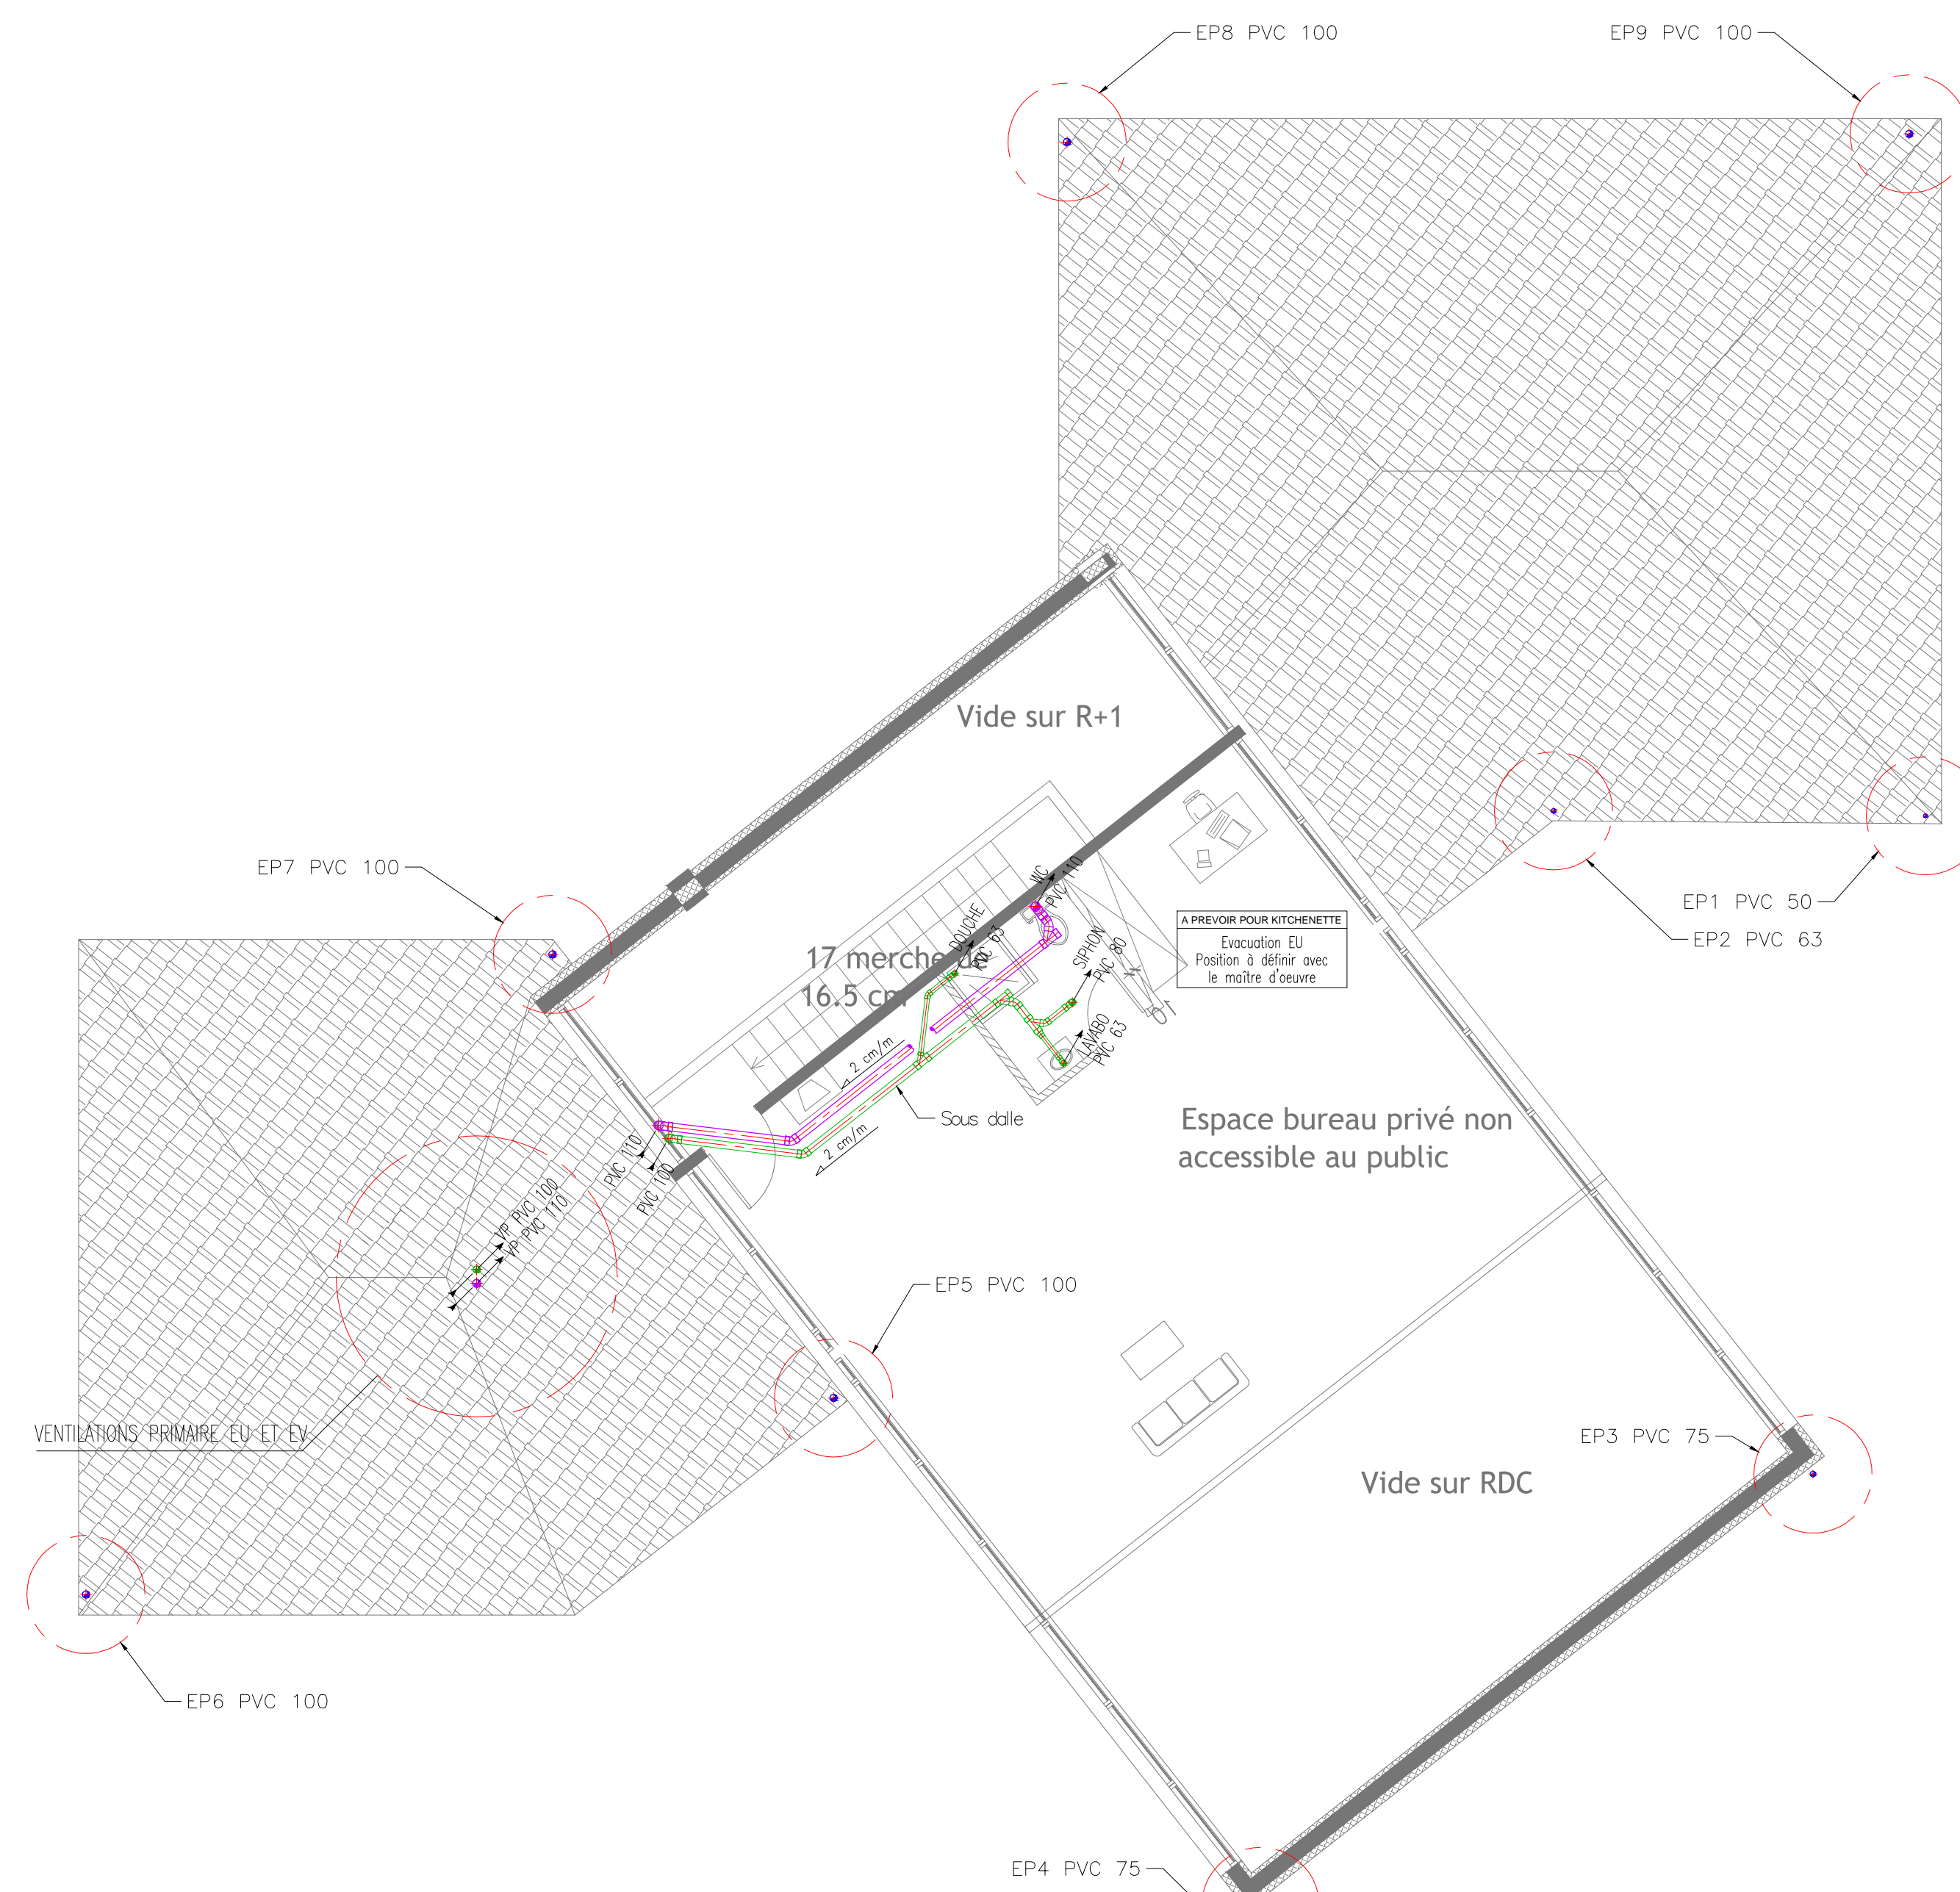 EP8 PVC 100
EP9 PVC 100
Vide sur R+1
EP7 PVC 100
WC
PVC 110
DOUCHE
PVC 63
SIPHON
PVC 80
A PREVOIR POUR KITCHENETTE
Evacuation EU
Position à définir avec
le maître d'oeuvre
EP1 PVC 50
EP2 PVC 63
17 merche de
16.5 cm
LAVABO
PVC 63
2 cm/m
Sous dalle
2 cm/m
Espace bureau privé non
accessible au public
PVC 110
PVC 100
VP PVC 100
VP PVC 110
EP5 PVC 100
VENTILATIONS PRIMAIRE EU ET EV
EP3 PVC 75
Vide sur RDC
EP6 PVC 100
EP4 PVC 75